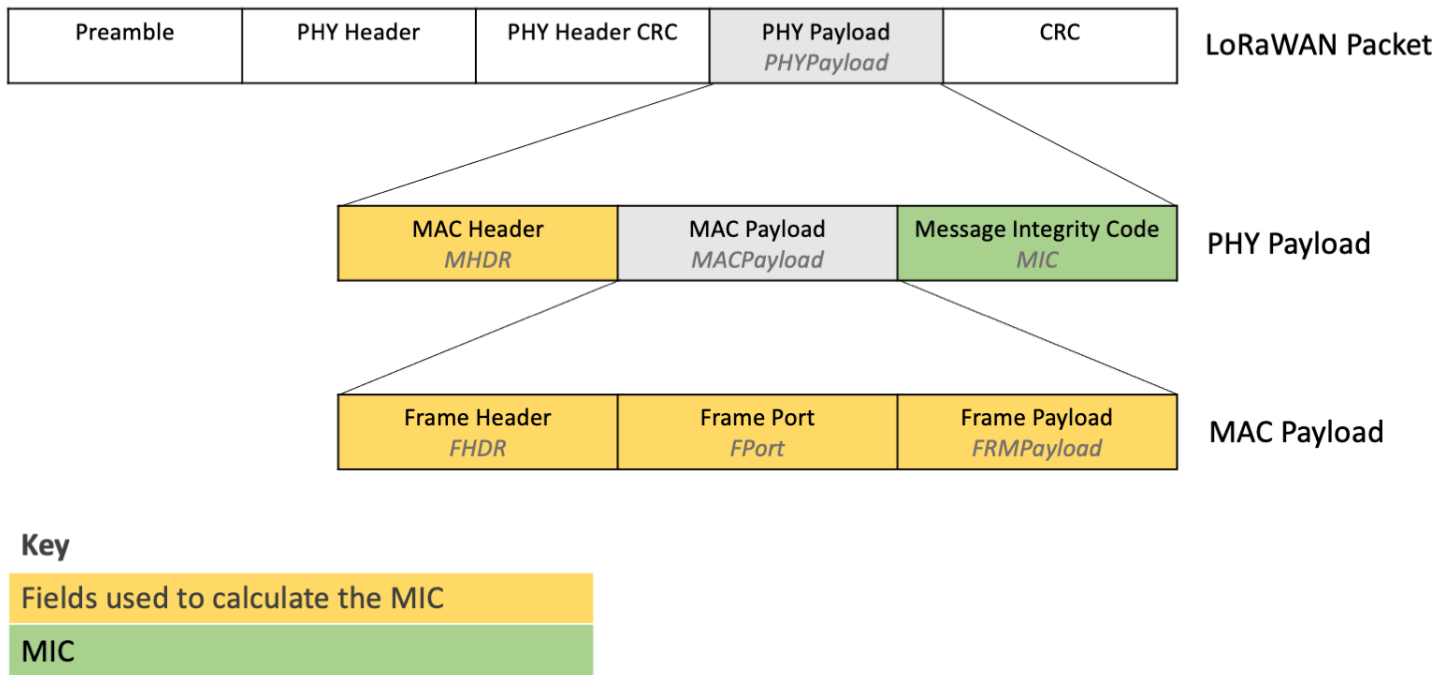 Preamble
PHY Header
PHY Header CRC
PHY Payload
PHYPayload
CRC
LoRaWAN Packet
MAC Header
MHDR
MAC Payload
MACPayload
Message Integrity Code
MIC
PHY Payload
Frame Header
FHDR
Frame Port
FPort
Frame Payload
FRMPayload
MAC Payload
Key
Fields used to calculate the MIC
MIC